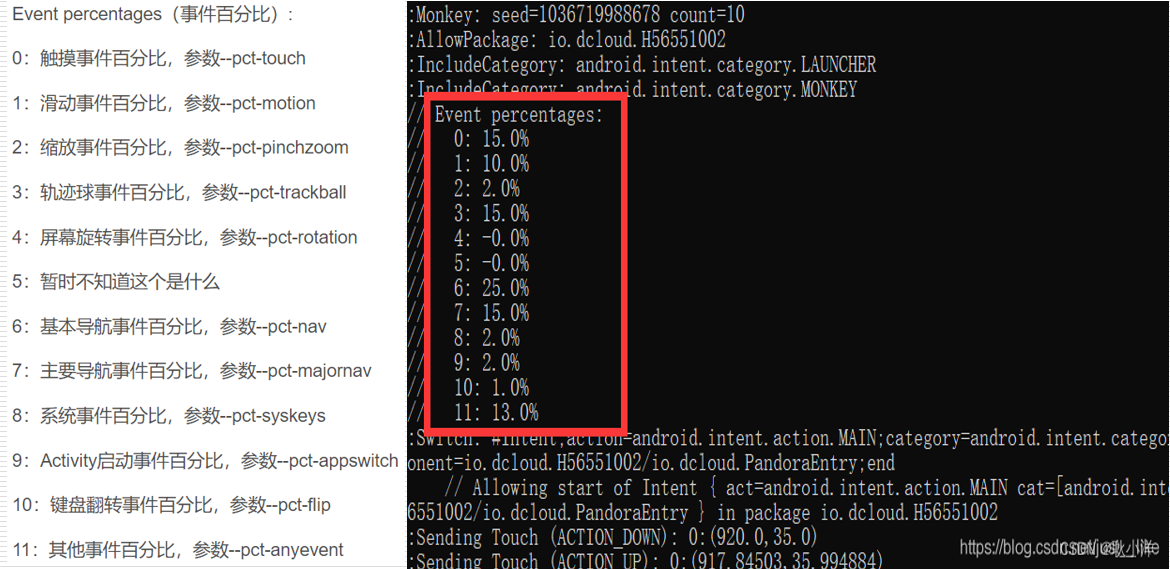 Event percentages（事件百分比）:
0：触摸事件百分比，参数--pct-touch
1：滑动事件百分比，参数--pct-motion
2：缩放事件百分比，参数--pct-pinchzoom
3：轨迹球事件百分比，参数--pct-trackball
4：屏幕旋转事件百分比，参数--pct-rotation
5：暂时不知道这个是什么
6：基本导航事件百分比，参数--pct-nav
7：主要导航事件百分比，参数--pct-majornav
8：系统事件百分比，参数--pct-syskeys
9：Activity启动事件百分比，参数--pct-appswitch
10：键盘翻转事件百分比，参数--pct-flip
11：其他事件百分比，参数--pct-anyevent
:Monkey: seed=1036719988678 count=10
:AllowPackage: io.dcloud.H56551002
:IncludeCategory: android.intent.category.LAUNCHER
:IncludeCategory: android.intent.category.MONKEY
// Event percentages:
//   0: 15.0%
//   1: 10.0%
//   2: 2.0%
//   3: 15.0%
//   4: -0.0%
//   5: -0.0%
//   6: 25.0%
//   7: 15.0%
//   8: 2.0%
//   9: 2.0%
//   10: 1.0%
//   11: 13.0%
:Switch: #Intent;action=android.intent.action.MAIN;category=android.intent.catego
onent=io.dcloud.H56551002/io.dcloud.PandoraEntry;end
// Allowing start of Intent { act=android.intent.action.MAIN cat=[android.inte
6551002/io.dcloud.PandoraEntry } in package io.dcloud.H56551002
:Sending Touch (ACTION_DOWN): 0:(920.0,35.0)
:Sending Touch (ACTION_UP): 0:(917.84503,35.994884)